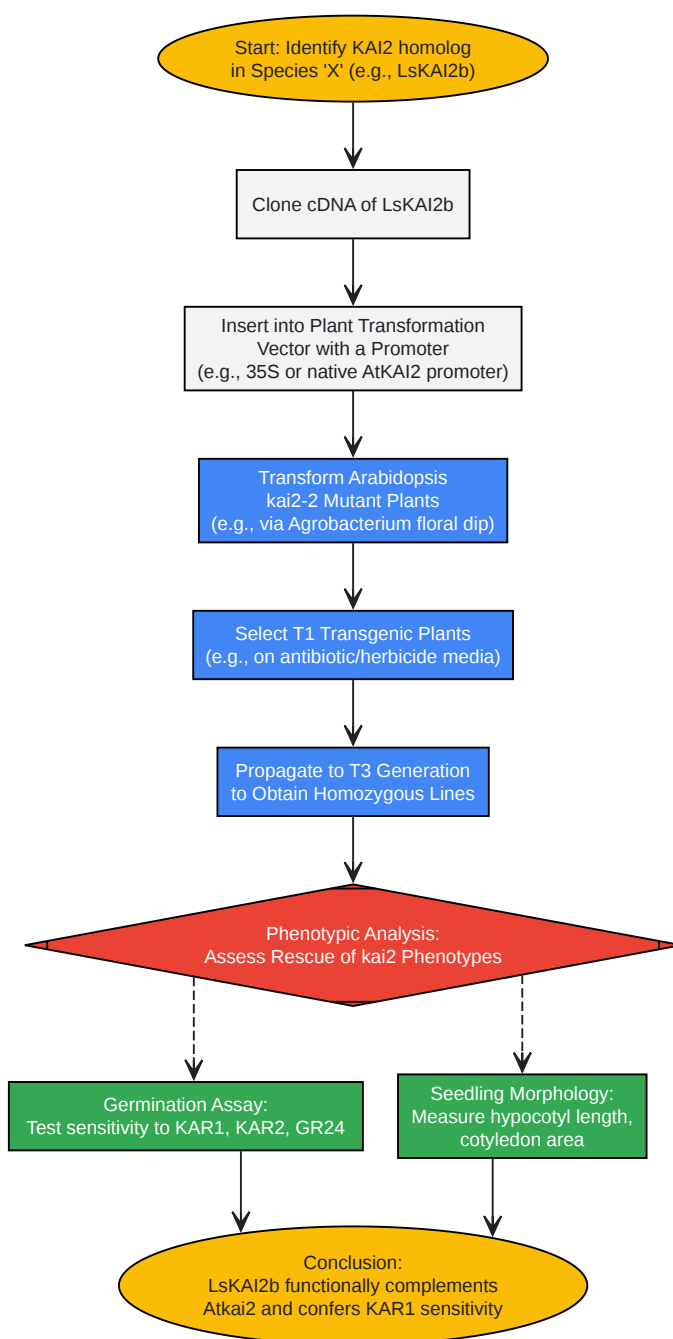 Start: Identify KAI2 homolog
in Species 'X' (e.g., LsKAI2b)
Clone cDNA of LsKAI2b
Insert into Plant Transformation
Vector with a Promoter
(e.g., 35S or native AtKAI2 promoter)
Transform Arabidopsis
kai2-2 Mutant Plants
(e.g., via Agrobacterium floral dip)
Select T1 Transgenic Plants
(e.g., on antibiotic/herbicide media)
Propagate to T3 Generation
to Obtain Homozygous Lines
Phenotypic Analysis:
Assess Rescue of kai2 Phenotypes
Germination Assay:
Test sensitivity to KAR1, KAR2, GR24
Seedling Morphology:
Measure hypocotyl length,
cotyledon area
Conclusion:
LsKAI2b functionally complements
Atkai2 and confers KAR1 sensitivity